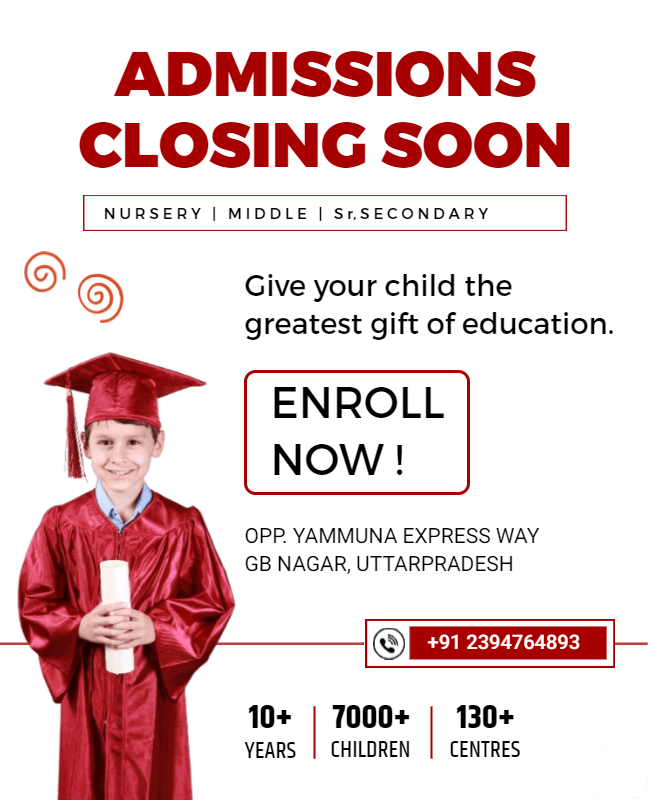 ADMISSIONS
CLOSING SOON
NURSERY | MIDDLE | Sr,SECONDARY
Give your child the
greatest gift of education.
ENROLL
NOW !
OPP. YAMMUNA EXPRESS WAY
GB NAGAR, UTTARPRADESH
+91 2394764893
10+ | 7000+ | 130+
YEARS | CHILDREN | CENTRES